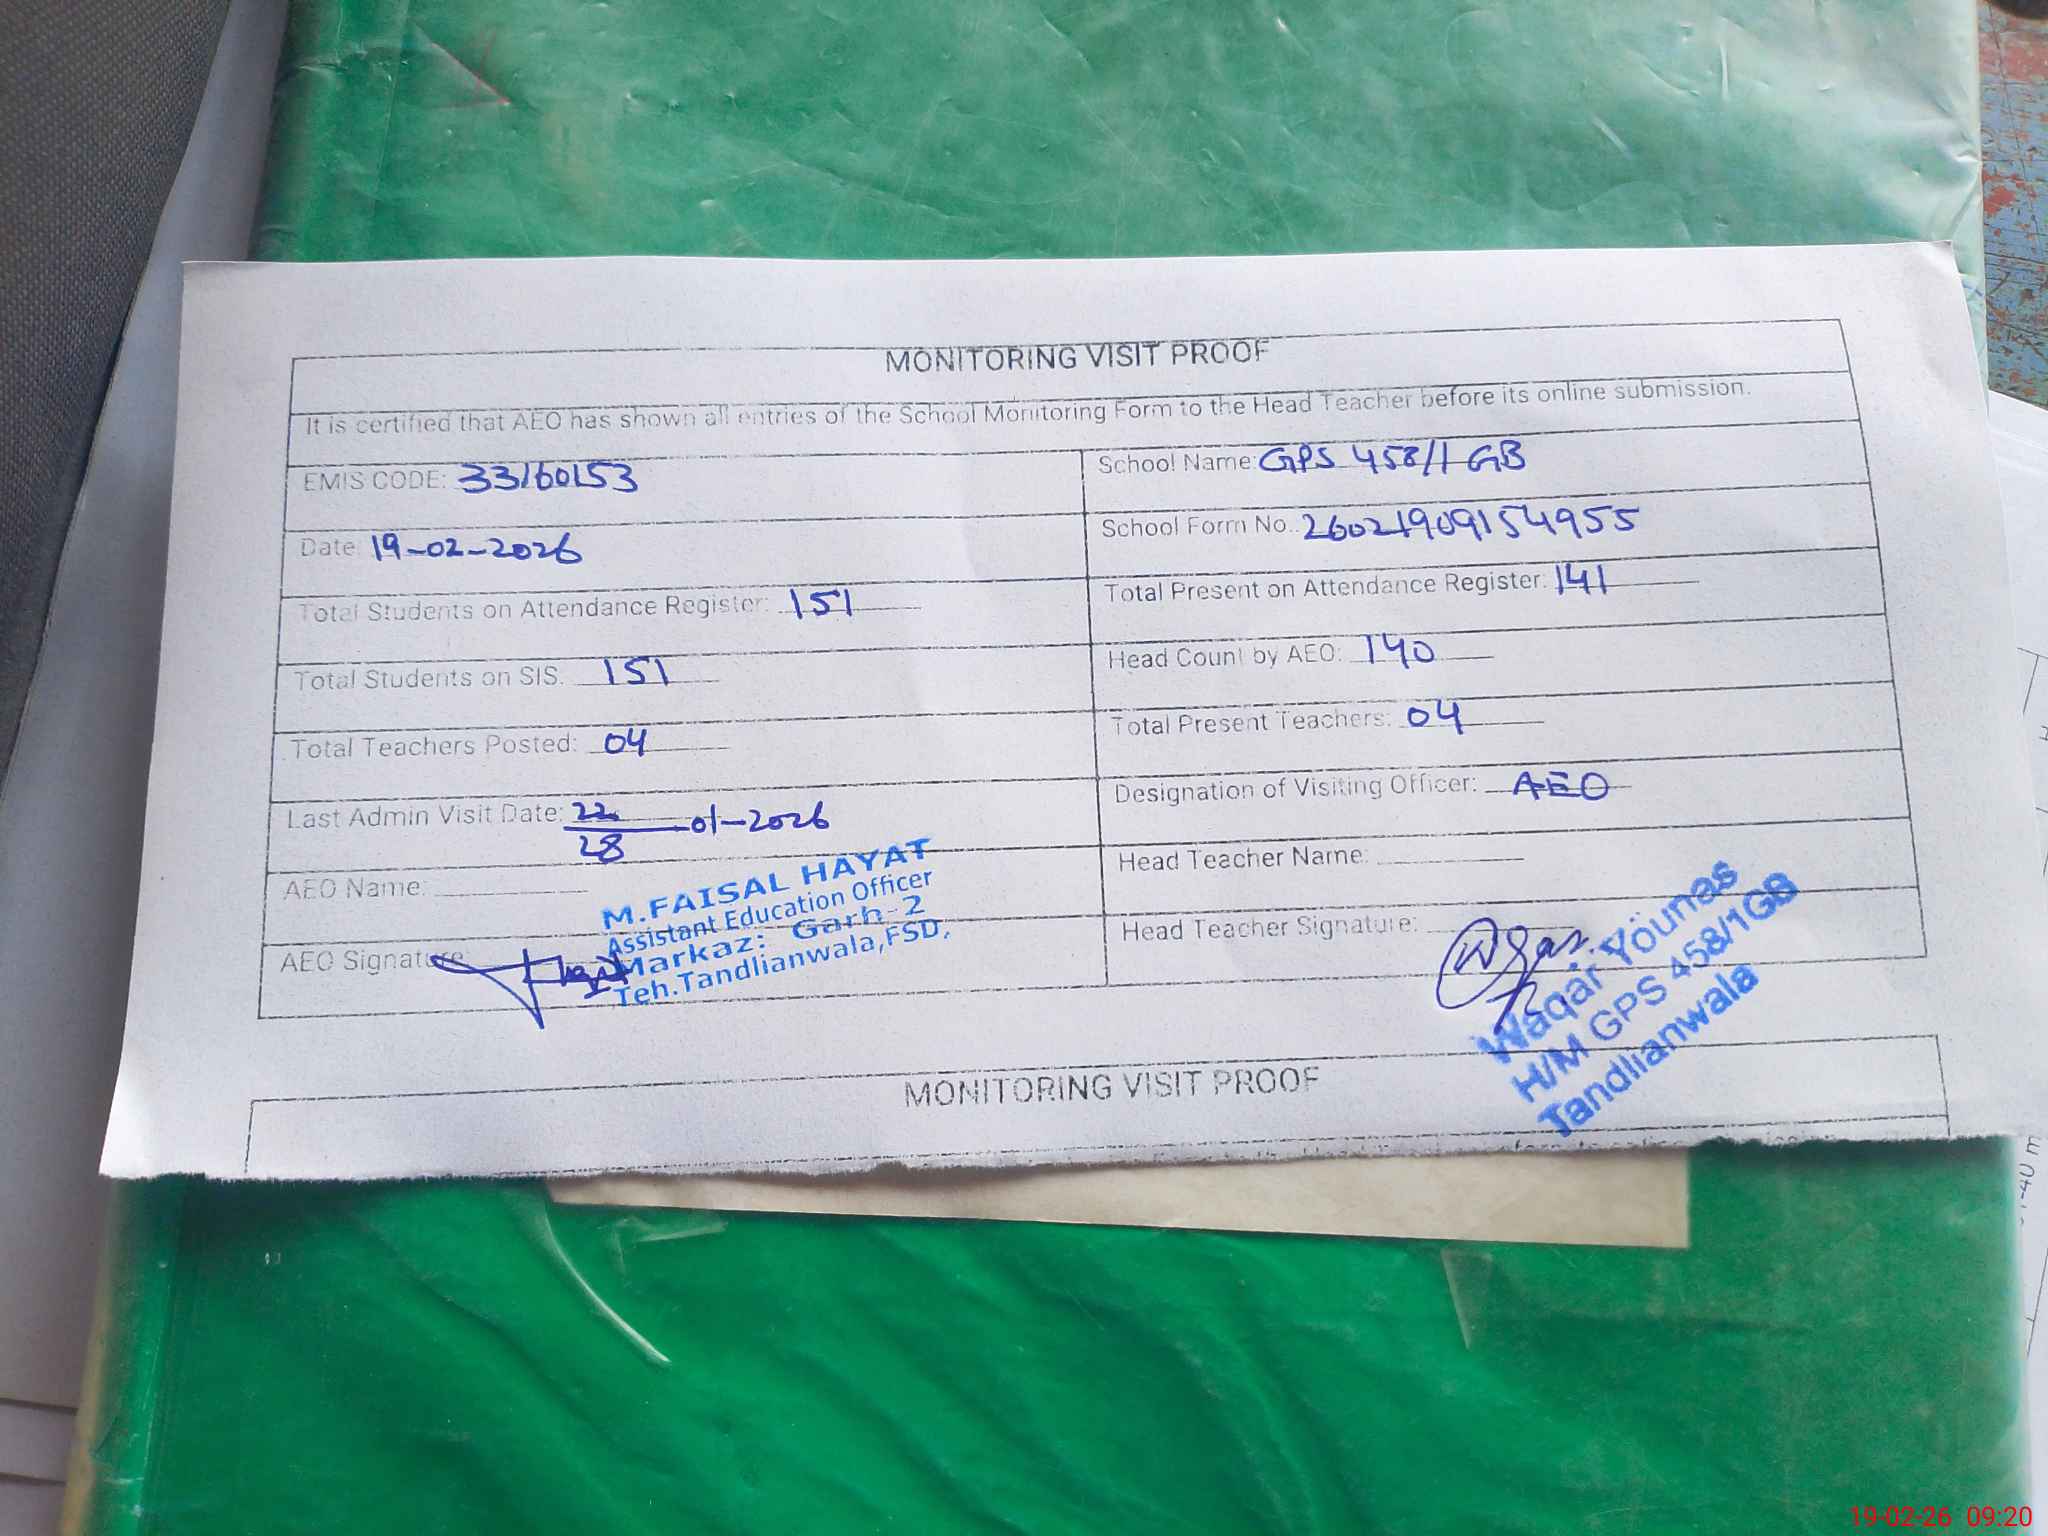 MONITORING VISIT PROOF
It is certified that AEO has shown all entries of the School Monitoring Form to the Head Teacher before its online submission.
EMIS CODE: 33160153
School Name: GPS 458/1 GB
Date: 19-02-2026
School Form No. 26021909154955
Total Students on Attendance Register: 151
Total Present on Attendance Register: 141
Total Students on SIS: 151
Head Count by AEO: 140
Total Teachers Posted: 04
Total Present Teachers: 04
Last Admin Visit Date: 22/28-01-2026
Designation of Visiting Officer: AEO
AEO Name:
M.FAISAL HAYAT
Assistant Education Officer
Markaz: Garh-2
Teh.Tandlianwala,FSD.
Head Teacher Name:
AEO Signature:
Head Teacher Signature:
Waqar Younas
H/M GPS 458/1GB
Tandlianwala
MONITORING VISIT PROOF
19-02-26 09:20